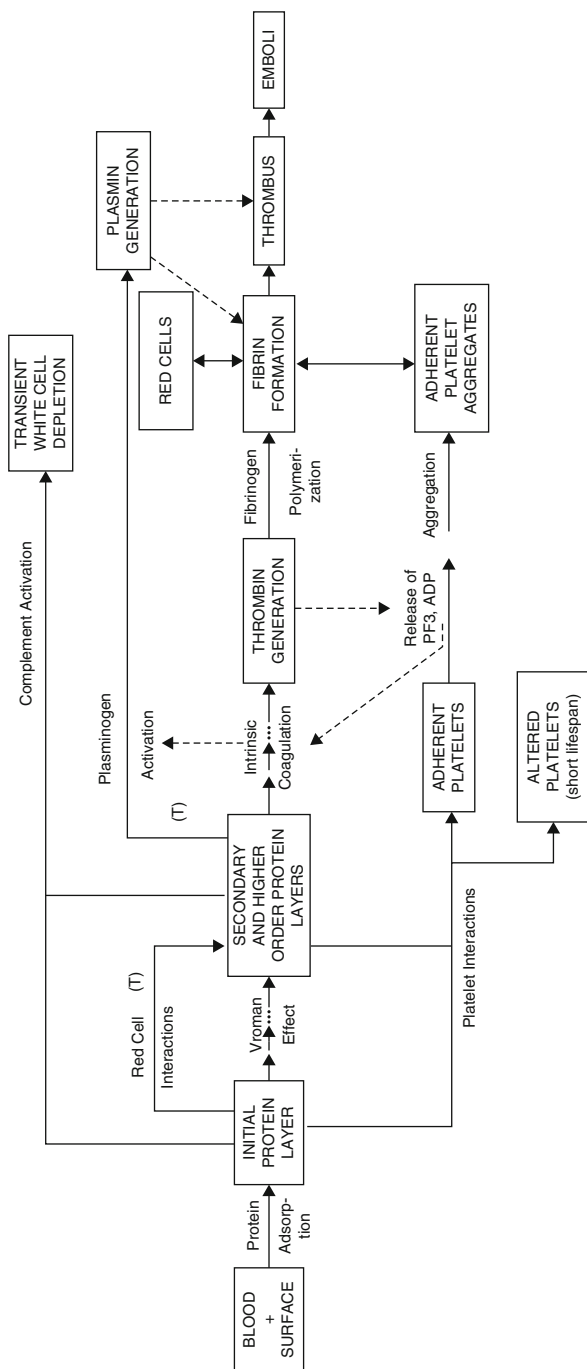 BLOOD
+
SURFACE
Protein
Adsorp-
tion
INITIAL
PROTEIN
LAYER
Red Cell
(T)
Interactions
Vroman
Effect
SECONDARY
AND HIGHER
ORDER PROTEIN
LAYERS
Complement Activation
TRANSIENT
WHITE CELL
DEPLETION
(T)
Plasminogen
Activation
PLASMIN
GENERATION
Intrinsic
Coagulation
THROMBIN
GENERATION
Fibrinogen
Polymeri-
zation
RED CELLS
FIBRIN
FORMATION
THROMBUS
EMBOLI
Platelet Interactions
ADHERENT
PLATELETS
Release of
PF3, ADP
Aggregation
ADHERENT
PLATELET
AGGREGATES
ALTERED
PLATELETS
(short lifespan)